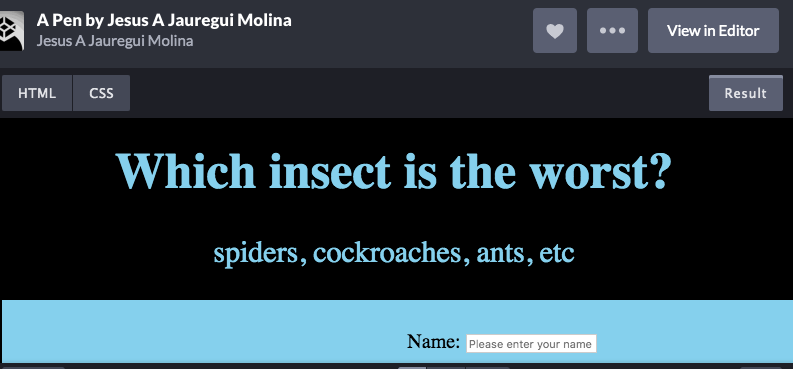 A Pen by Jesus A Jauregui Molina
Jesus A Jauregui Molina
View in Editor
HTML CSS Result
Which insect is the worst?
spiders, cockroaches, ants, etc
Name: Please enter your name